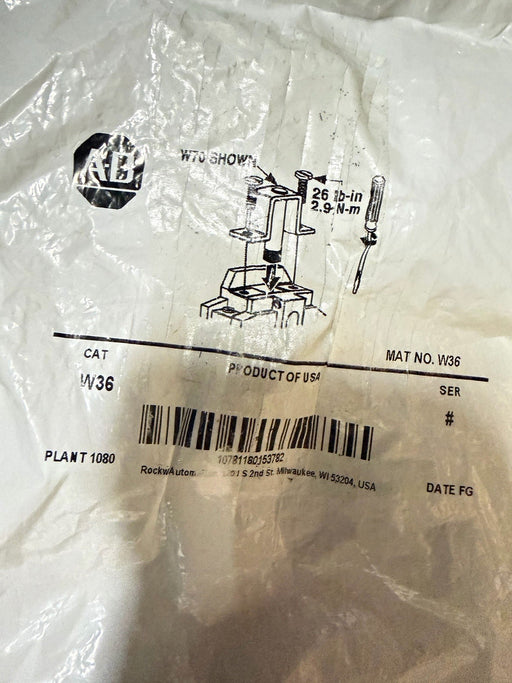 AB
W70 SHOWN
26 lb-in
2.9 N-m
MAT NO. W36
CAT
PRODUCT OF USA
W36
SER
#
10781180153782
PLANT 1080
S 2nd St. Milwaukee, WI 53204, USA
DATE FG